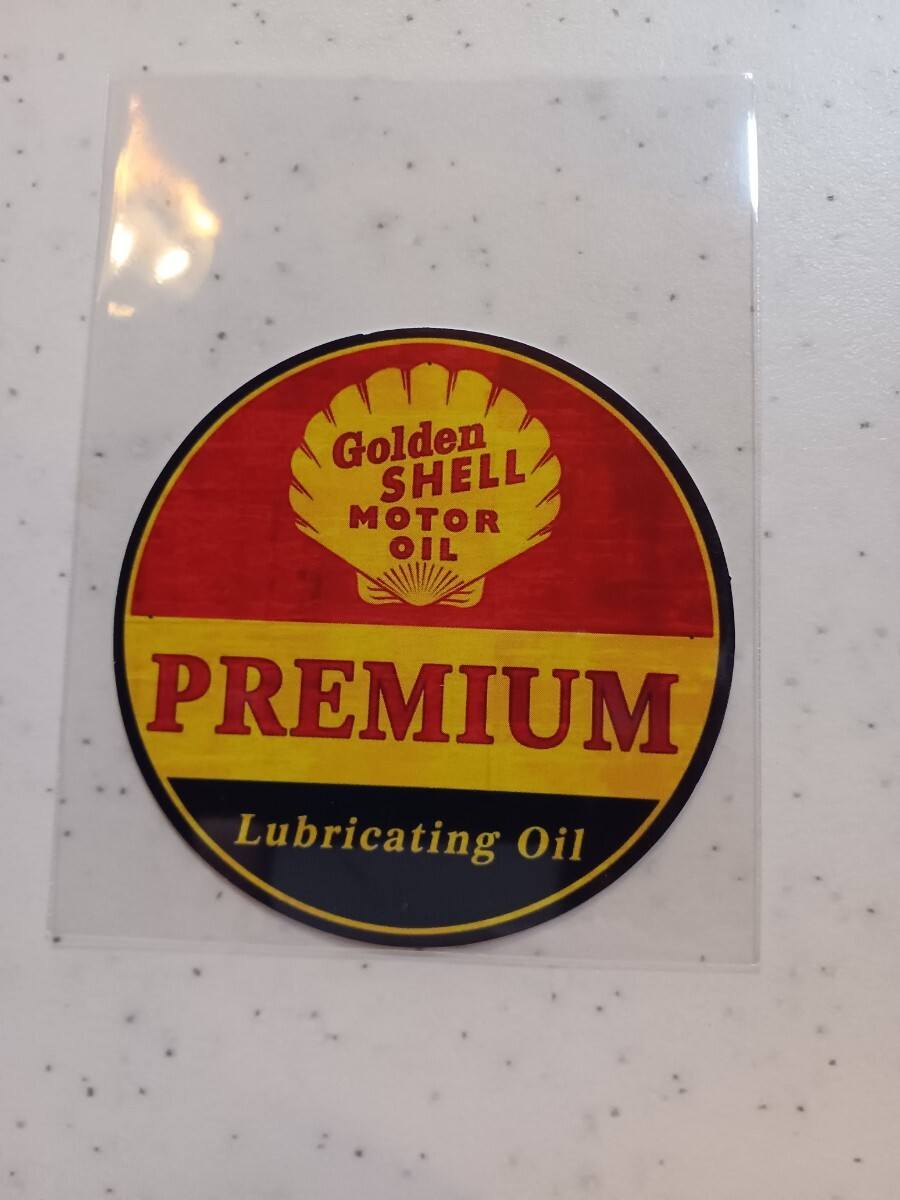 Golden
SHELL
MOTOR
OIL
PREMIUM
Lubricating Oil